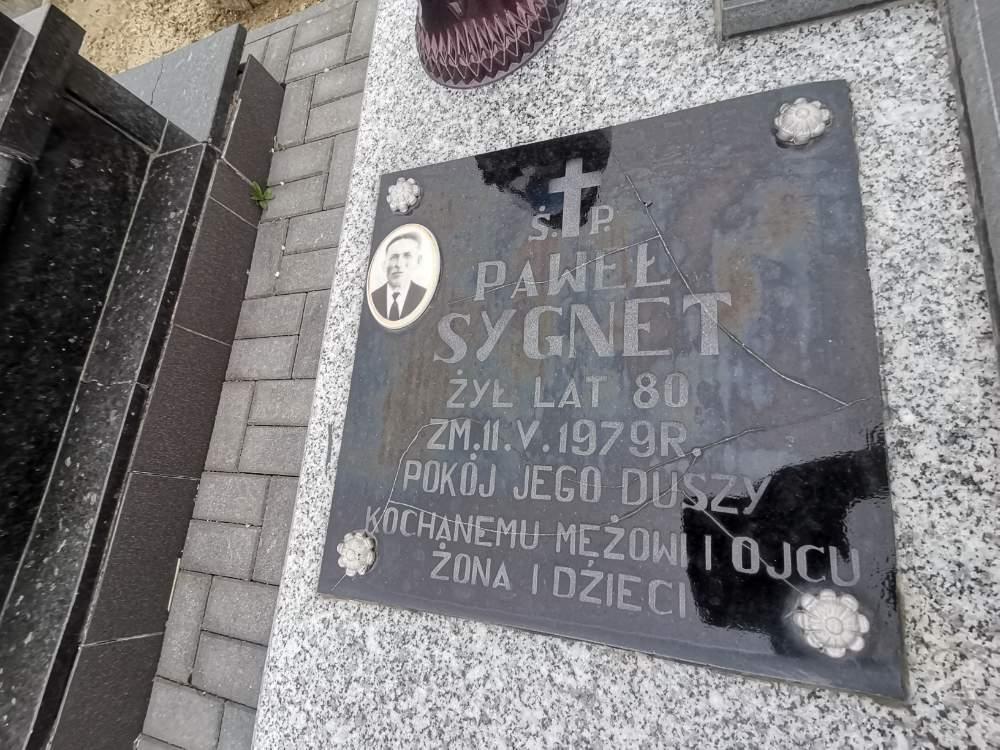 Ś. P.
PAWEŁ
SYGNET
ŻYŁ LAT 80
ZM. 11. V. 1979R.
POKÓJ JEGO DUSZY
KOCHANEMU MĘŻOWI I OJCU
ŻONA I DZIECI